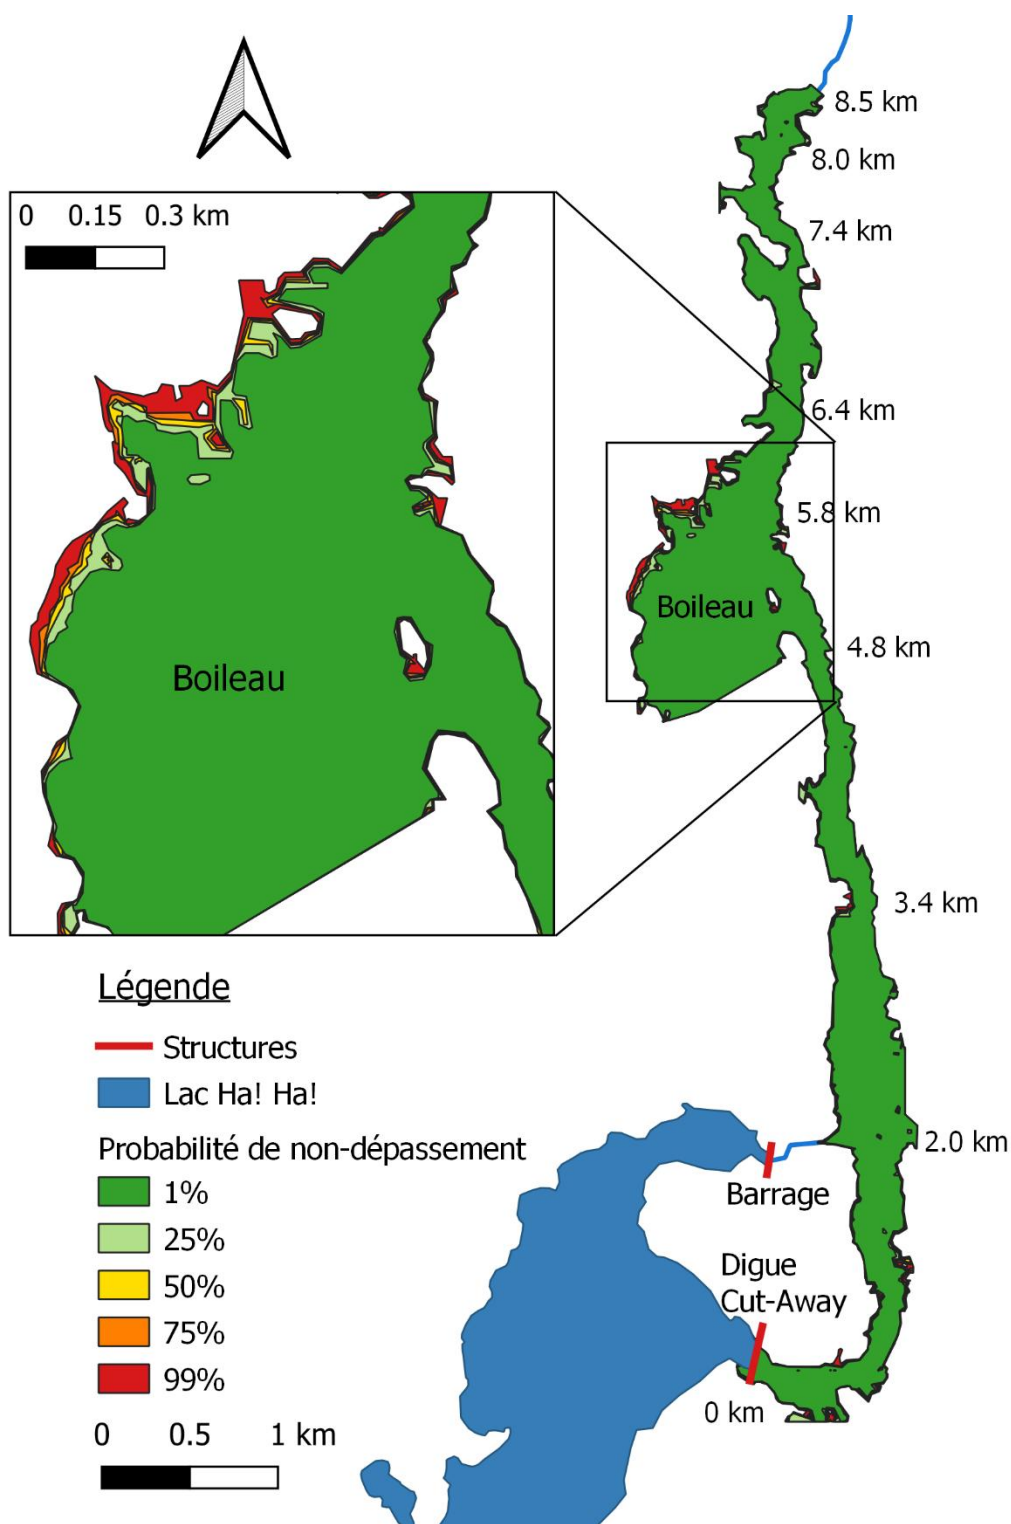 8.5 km
8.0 km
0 0.15 0.3 km
7.4 km
6.4 km
5.8 km
Boileau
4.8 km
Boileau
3.4 km
Légende
Structures
Lac Ha! Ha!
2.0 km
Probabilité de non-dépassement
1%
Barrage
25%
Digue
Cut-Away
50%
75%
99%
0 km
0 0.5 1 km